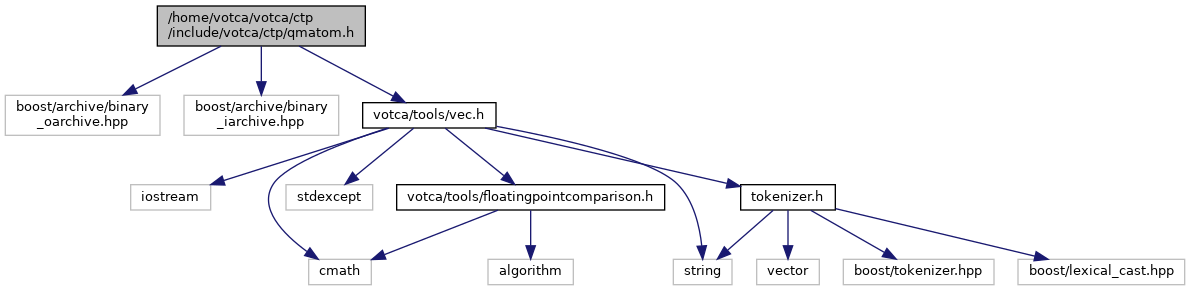 /home/votca/votca/ctp
/include/votca/ctp/qmatom.h
boost/archive/binary
_oarchive.hpp
boost/archive/binary
_iarchive.hpp
votca/tools/vec.h
iostream
stdexcept
votca/tools/floatingpointcomparison.h
tokenizer.h
cmath
algorithm
string
vector
boost/tokenizer.hpp
boost/lexical_cast.hpp